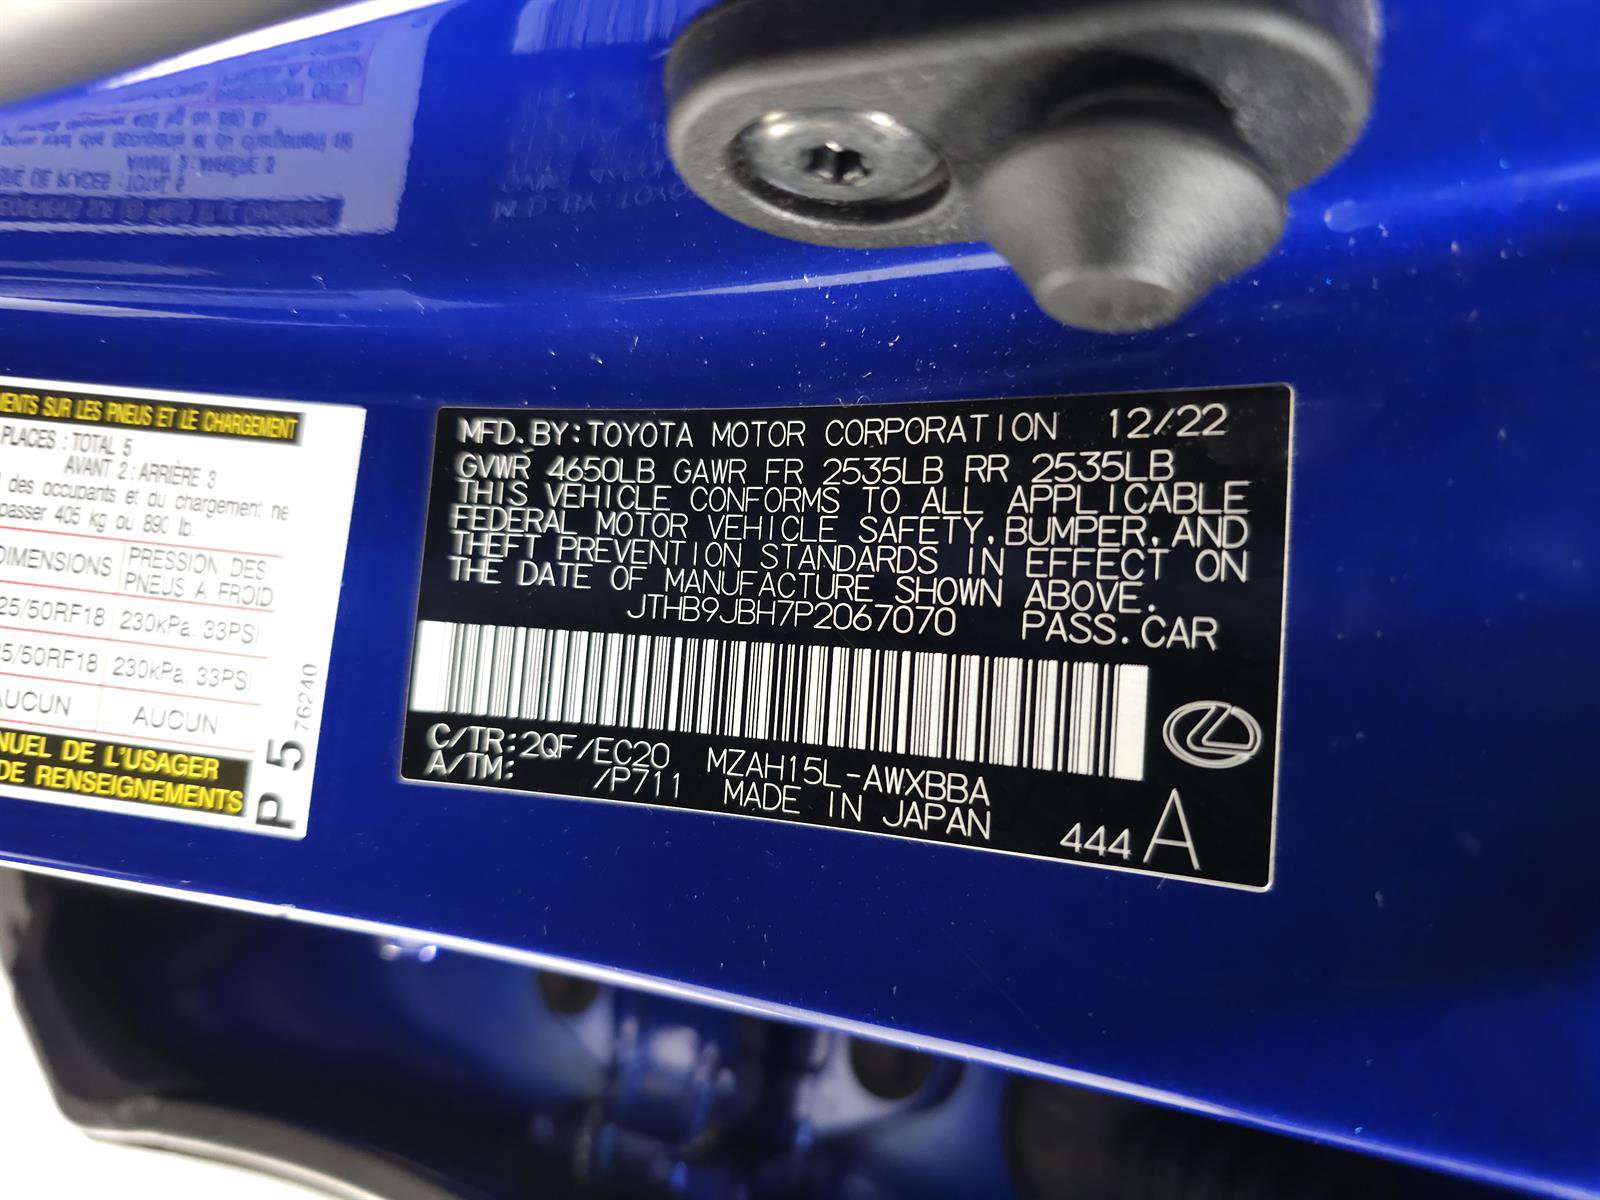 MENTS SUR LES PNEUS ET LE CHARGEMENT
PLACES : TOTAL 5
AVANT 2 : ARRIÈRE 3
des occupants et du chargement ne
passer 405 kg ou 890 lb.
DIMENSIONS PRESSION DES
PNEUS A FROID
25/50RF18 230kPa. 33PSI
5/50RF18 230kPa. 33PSI
AUCUN AUCUN
NUEL DE L'USAGER
DE RENSEIGNEMENTS
P 5 76240
MFD. BY: TOYOTA MOTOR CORPORATION 12/22
GVWR 4650LB GAWR FR 2535LB RR 2535LB
THIS VEHICLE CONFORMS TO ALL APPLICABLE
FEDERAL MOTOR VEHICLE SAFETY, BUMPER, AND
THEFT PREVENTION STANDARDS IN EFFECT ON
THE DATE OF MANUFACTURE SHOWN ABOVE.
JTHB9JBH7P2067070 PASS. CAR
C/TR: 2QF/EC20 MZAH15L-AWXBBA
A/TM: /P711 MADE IN JAPAN
444 A